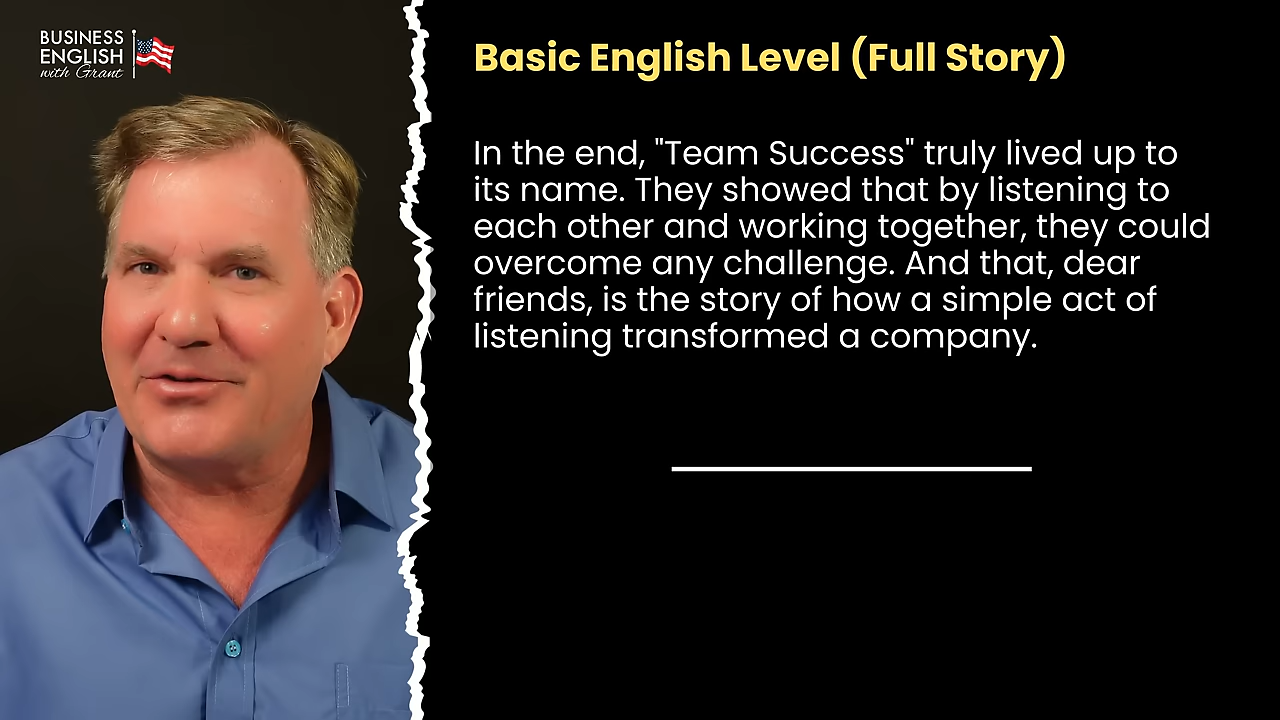 BUSINESS
ENGLISH
with Grant
Basic English Level (Full Story)
In the end, "Team Success" truly lived up to
its name. They showed that by listening to
each other and working together, they could
overcome any challenge. And that, dear
friends, is the story of how a simple act of
listening transformed a company.